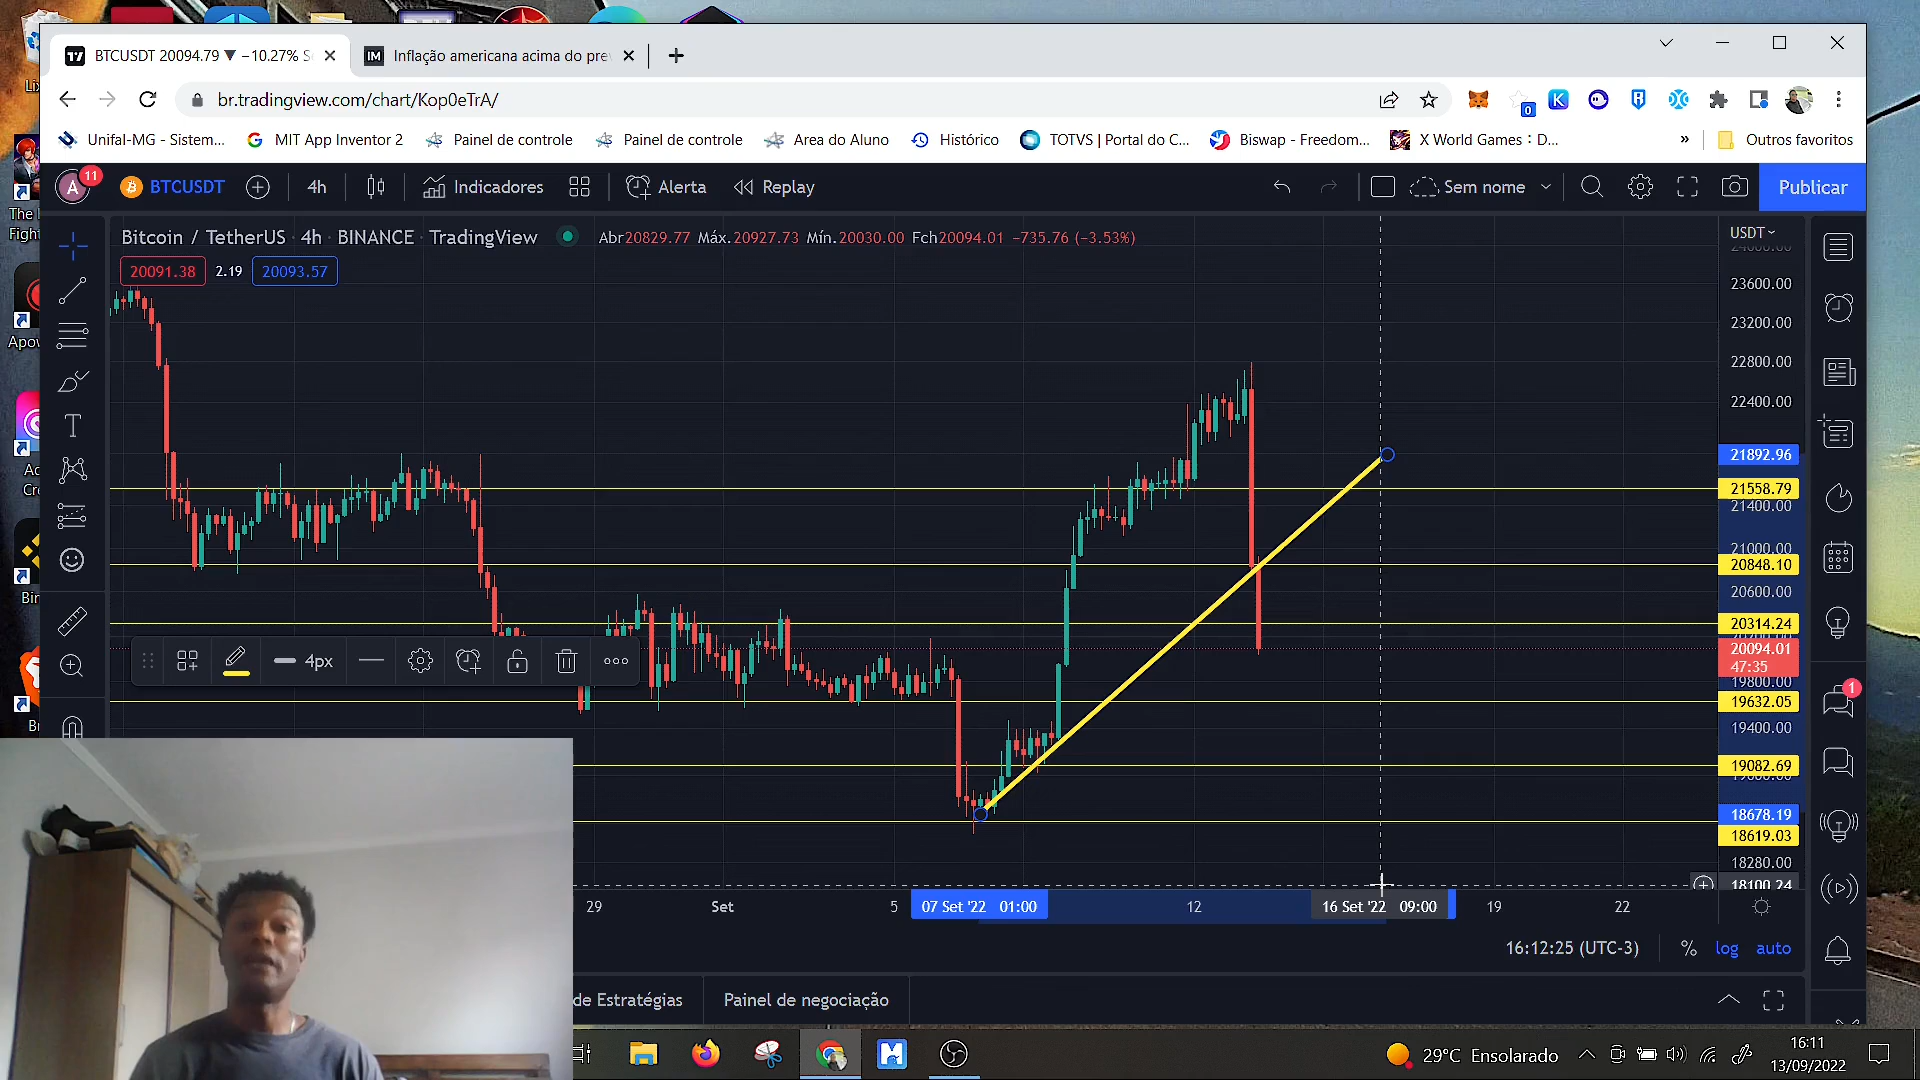 BTCUSDT 20094.79 ▼ −10.27% S
Inflação americana acima do pre
br.tradingview.com/chart/Kop0eTrA/
0
Unifal-MG - Sistem...
MIT App Inventor 2
Painel de controle
Painel de controle
Area do Aluno
Histórico
TOTVS | Portal do C...
Biswap - Freedom...
X World Games : D...
»
Outros favoritos
A
11
BTCUSDT
4h
Indicadores
Alerta
Replay
Sem nome
Publicar
Bitcoin / TetherUS · 4h · BINANCE · TradingView
Abr20829.77 Máx.20927.73 Mín.20030.00 Fch20094.01 −735.76 (−3.53%)
USDT
20091.38
2.19
20093.57
23600.00
23200.00
22800.00
22400.00
21892.96
21558.79
21400.00
21000.00
20848.10
20600.00
20314.24
20094.01
47:35
19800.00
19632.05
19400.00
19082.69
18678.19
18619.03
18280.00
18100.24
4px
1
29
Set
5
07 Set '22 01:00
12
16 Set '22 09:00
19
22
16:12:25 (UTC-3)
%
log
auto
de Estratégias
Painel de negociação
29°C Ensolarado
16:11
13/09/2022
The
Figh
Apov
Bin